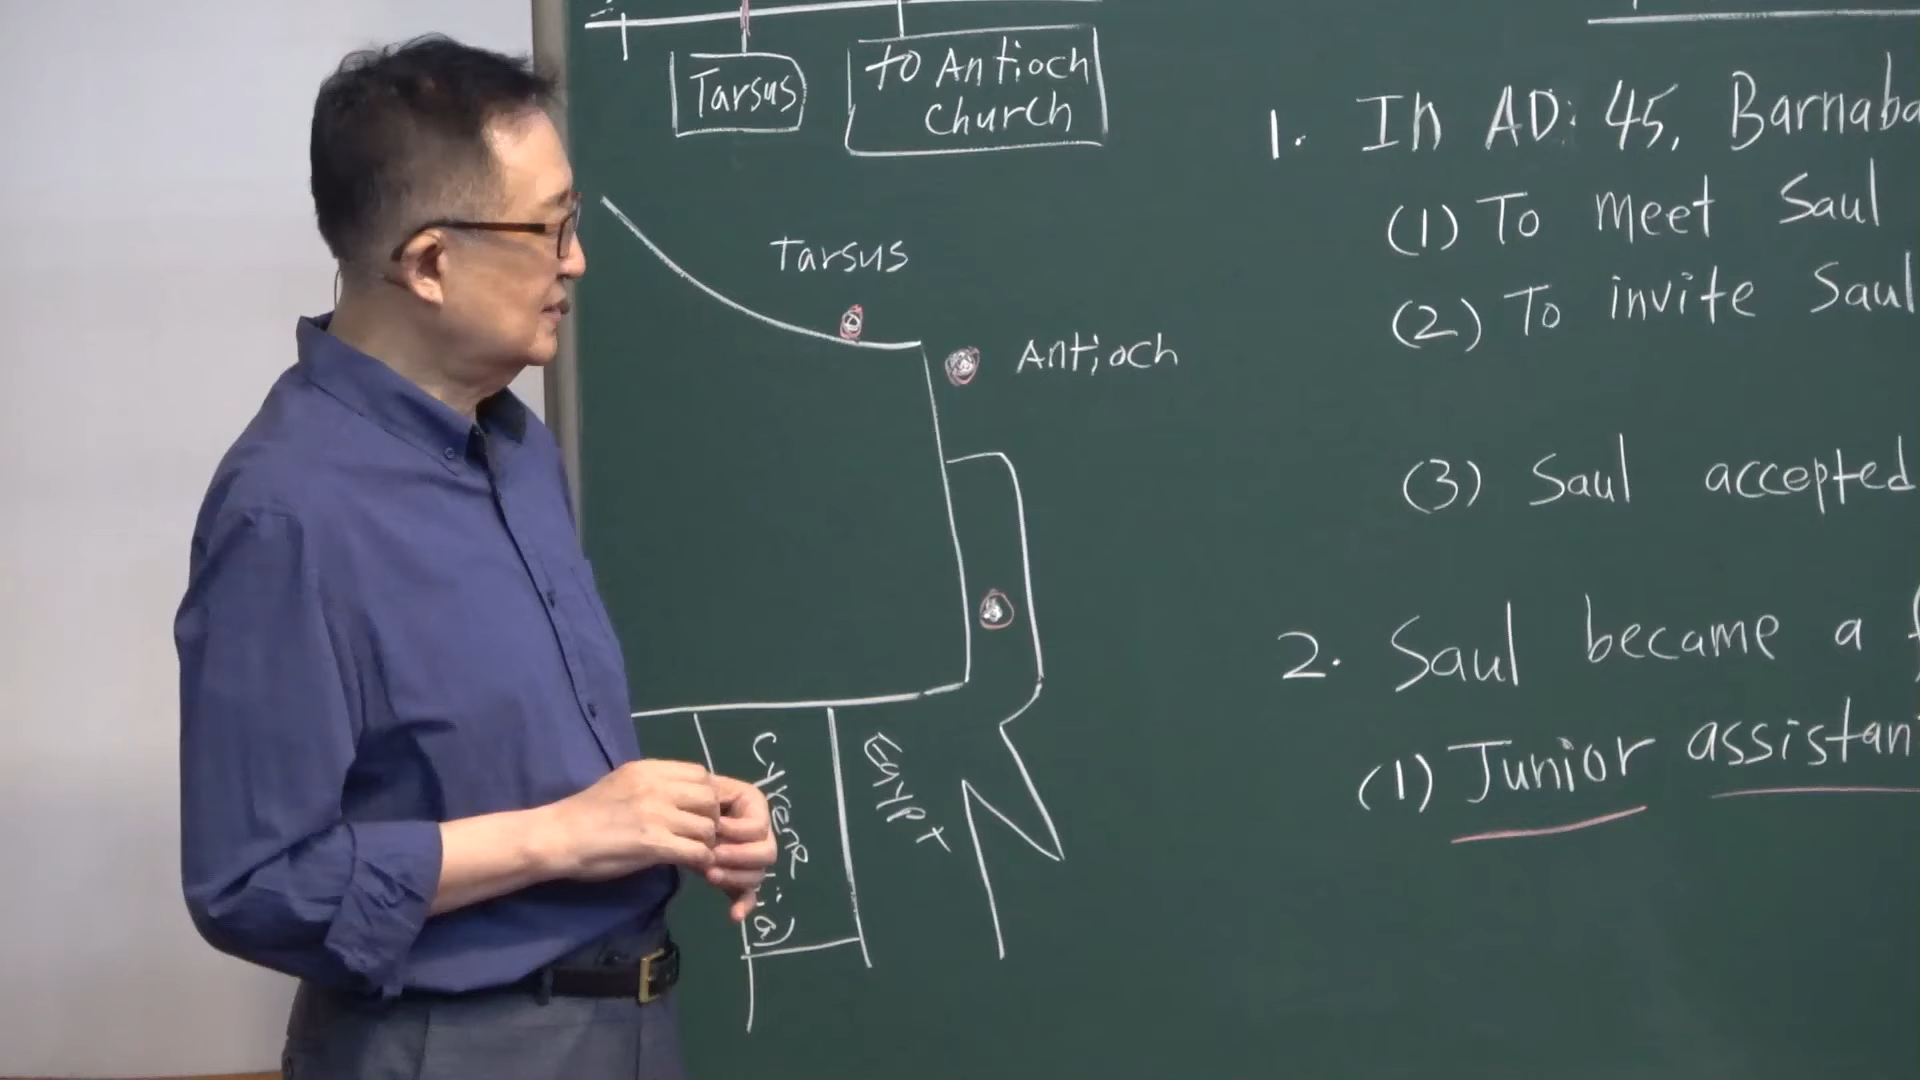 Tarsus
to Antioch
church
Tarsus
Antioch
Egypt
1. In AD. 45, Barnaba
(1) To meet Saul
(2) To invite Saul
(3) Saul accepted
2. Saul became a
(1) Junior assistan